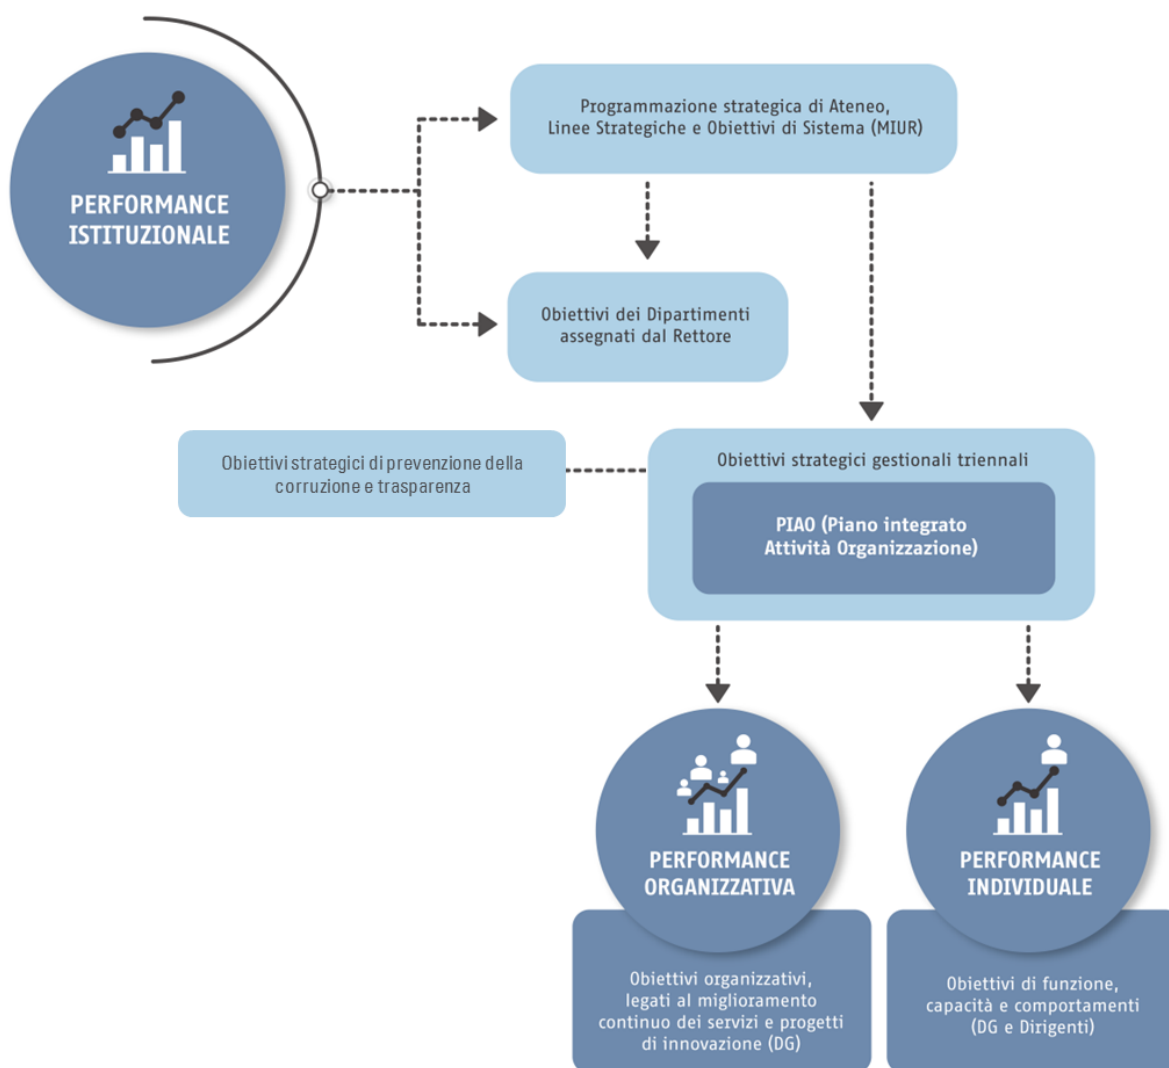 PERFORMANCE
ISTITUZIONALE
Programmazione strategica di Ateneo,
Linee Strategiche e Obiettivi di Sistema (MIUR)
Obiettivi dei Dipartimenti
assegnati dal Rettore
Obiettivi strategici di prevenzione della
corruzione e trasparenza
Obiettivi strategici gestionali triennali
PIAO (Piano integrato
Attività Organizzazione)
PERFORMANCE
ORGANIZZATIVA
Obiettivi organizzativi,
legati al miglioramento
continuo dei servizi e progetti
di innovazione (DG)
PERFORMANCE
INDIVIDUALE
Obiettivi di funzione,
capacità e comportamenti
(DG e Dirigenti)